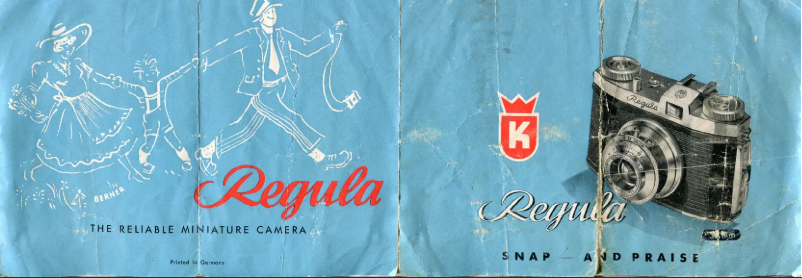 BERNER
Regula
THE RELIABLE MINIATURE CAMERA
Printed in Germany
K
Regula
Regula
SNAP — AND PRAISE